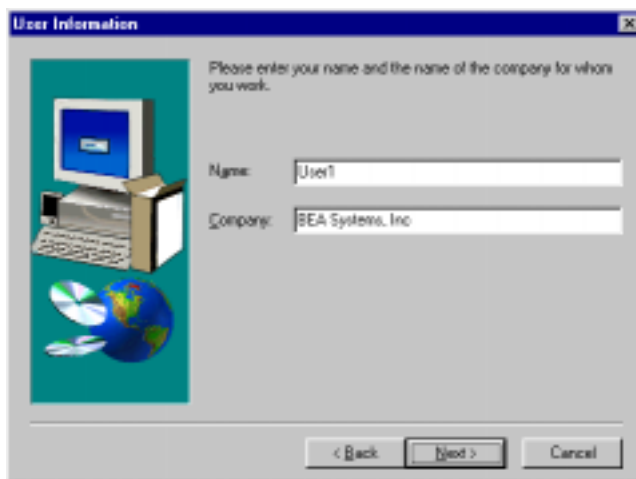 User Information
Please enter your name and the name of the company for whom
you work.
Name: User1
Company: BEA Systems, Inc
< Back Next > Cancel